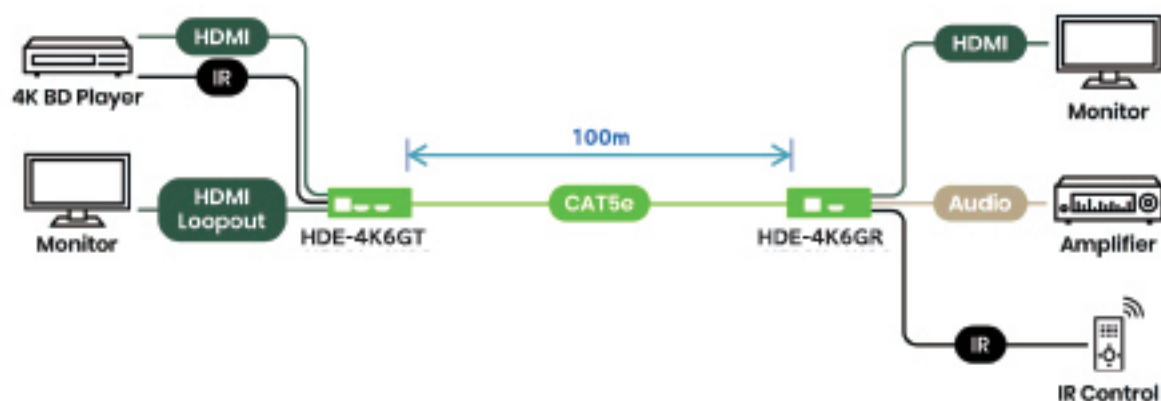 HDMI
IR
4K BD Player
HDMI
Loopout
Monitor
HDE-4K6GT
100m
CAT5e
HDE-4K6GR
HDMI
Monitor
Audio
Amplifier
IR
IR Control